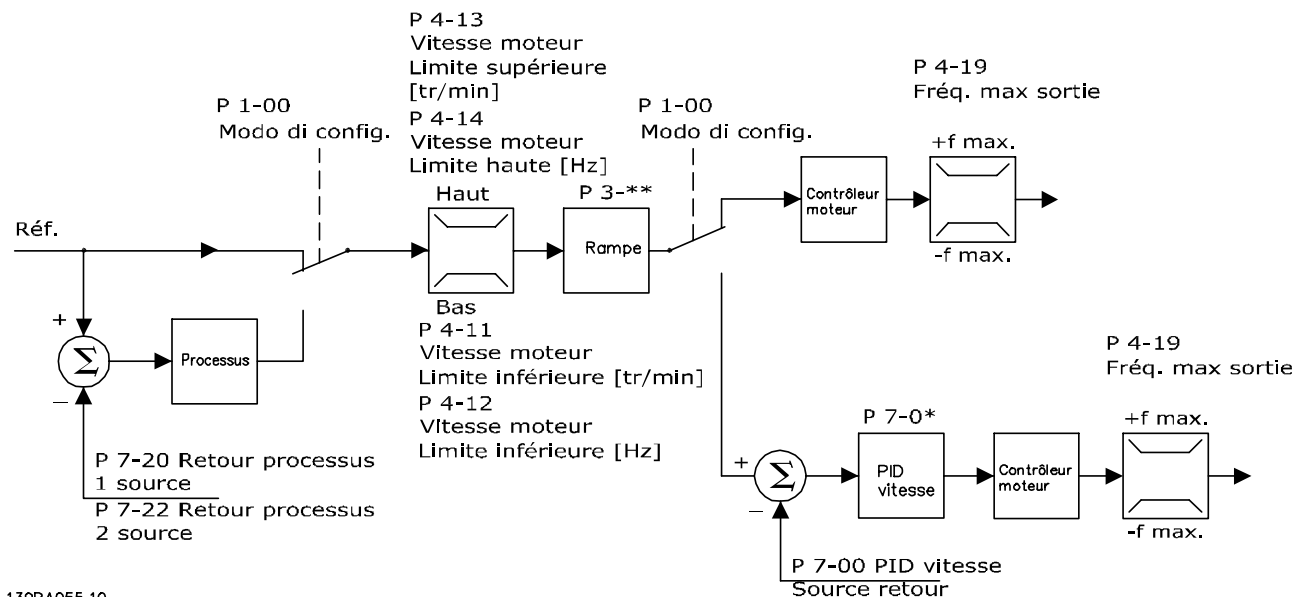 P 4-13
Vitesse moteur
Limite supérieure
[tr/min]
P 4-14
Vitesse moteur
Limite haute [Hz]
P 1-00
Modo di config.
P 1-00
Modo di config.
P 4-19
Fréq. max sortie
+f max.
Haut
P 3-**
Contrôleur
moteur
Réf.
Rampe
-f max.
Bas
P 4-11
Vitesse moteur
Limite inférieure [tr/min]
P 4-12
Vitesse moteur
Limite inférieure [Hz]
+
Σ
Processus
_
P 7-20 Retour processus
1 source
P 7-22 Retour processus
2 source
P 4-19
Fréq. max sortie
P 7-0*
+f max.
+
Σ
PID
vitesse
Contrôleur
moteur
_
-f max.
P 7-00 PID vitesse
Source retour